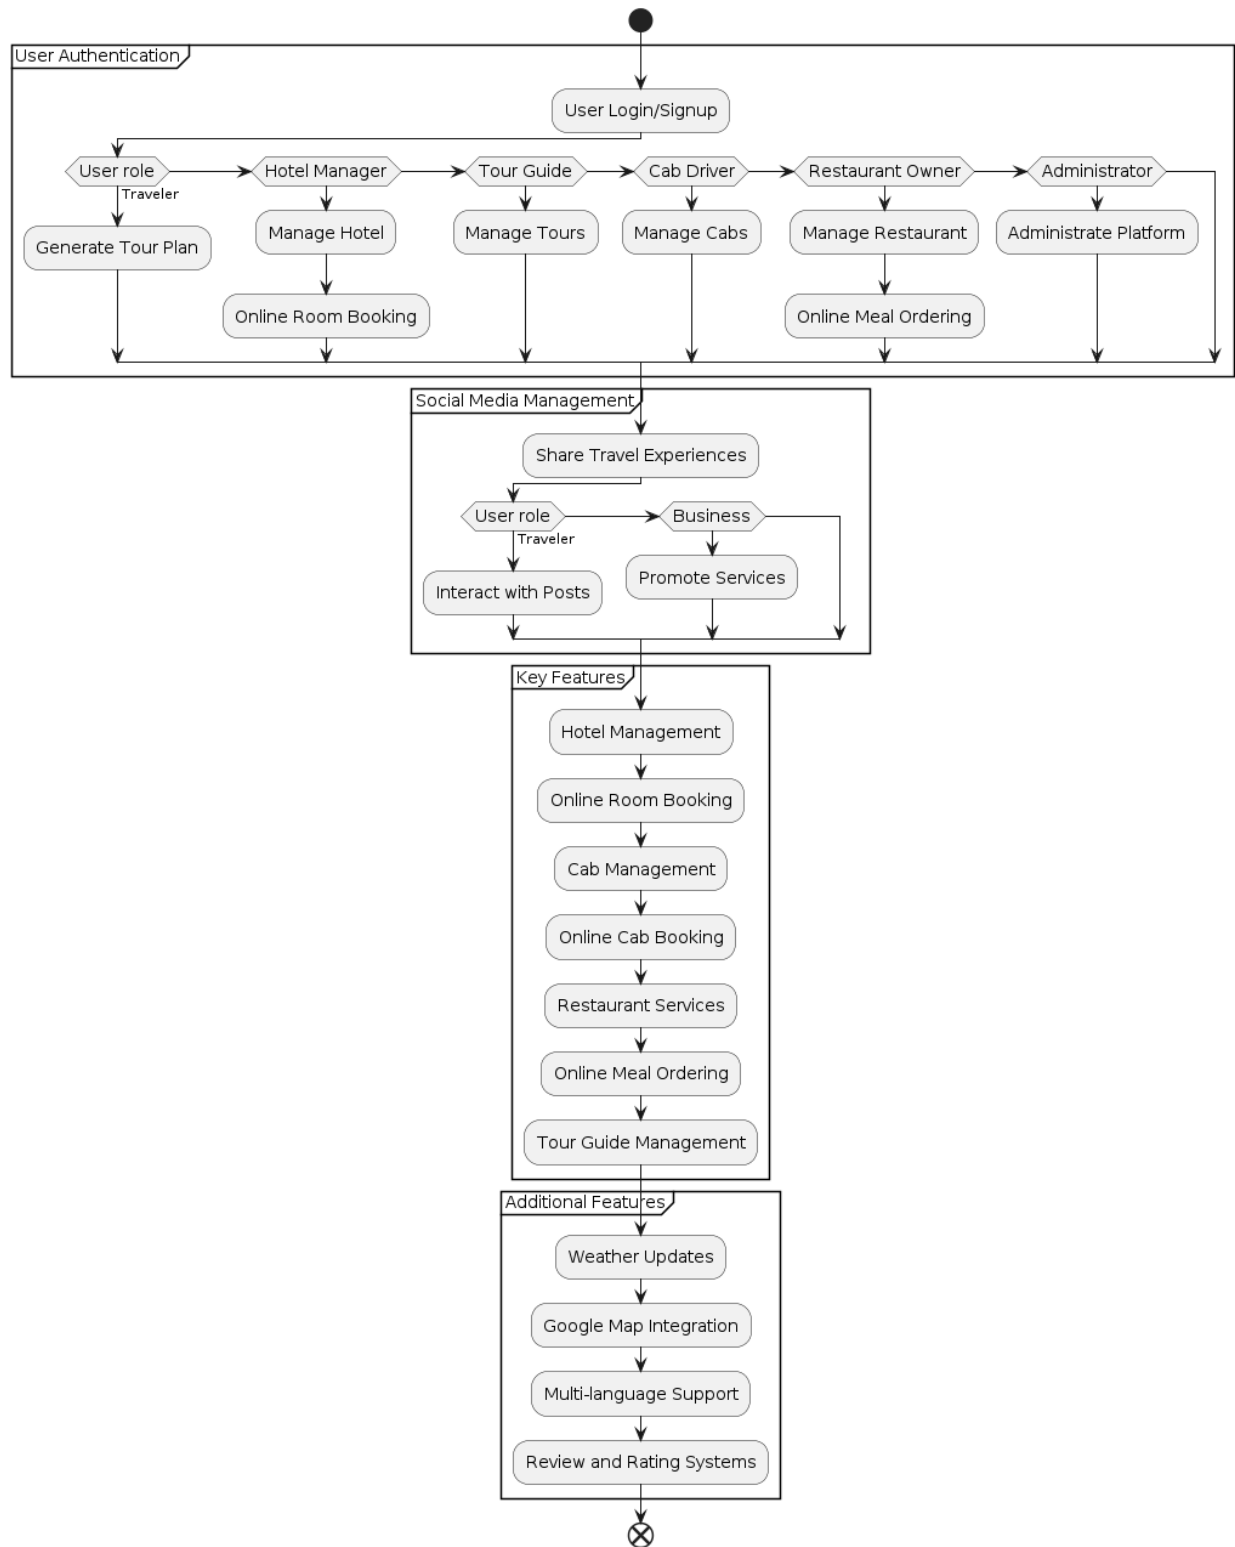 User Authentication
User Login/Signup
User role
Hotel Manager
Tour Guide
Cab Driver
Restaurant Owner
Administrator
Traveler
Generate Tour Plan
Manage Hotel
Manage Tours
Manage Cabs
Manage Restaurant
Administrate Platform
Online Room Booking
Online Meal Ordering
Social Media Management
Share Travel Experiences
User role
Business
Traveler
Interact with Posts
Promote Services
Key Features
Hotel Management
Online Room Booking
Cab Management
Online Cab Booking
Restaurant Services
Online Meal Ordering
Tour Guide Management
Additional Features
Weather Updates
Google Map Integration
Multi-language Support
Review and Rating Systems